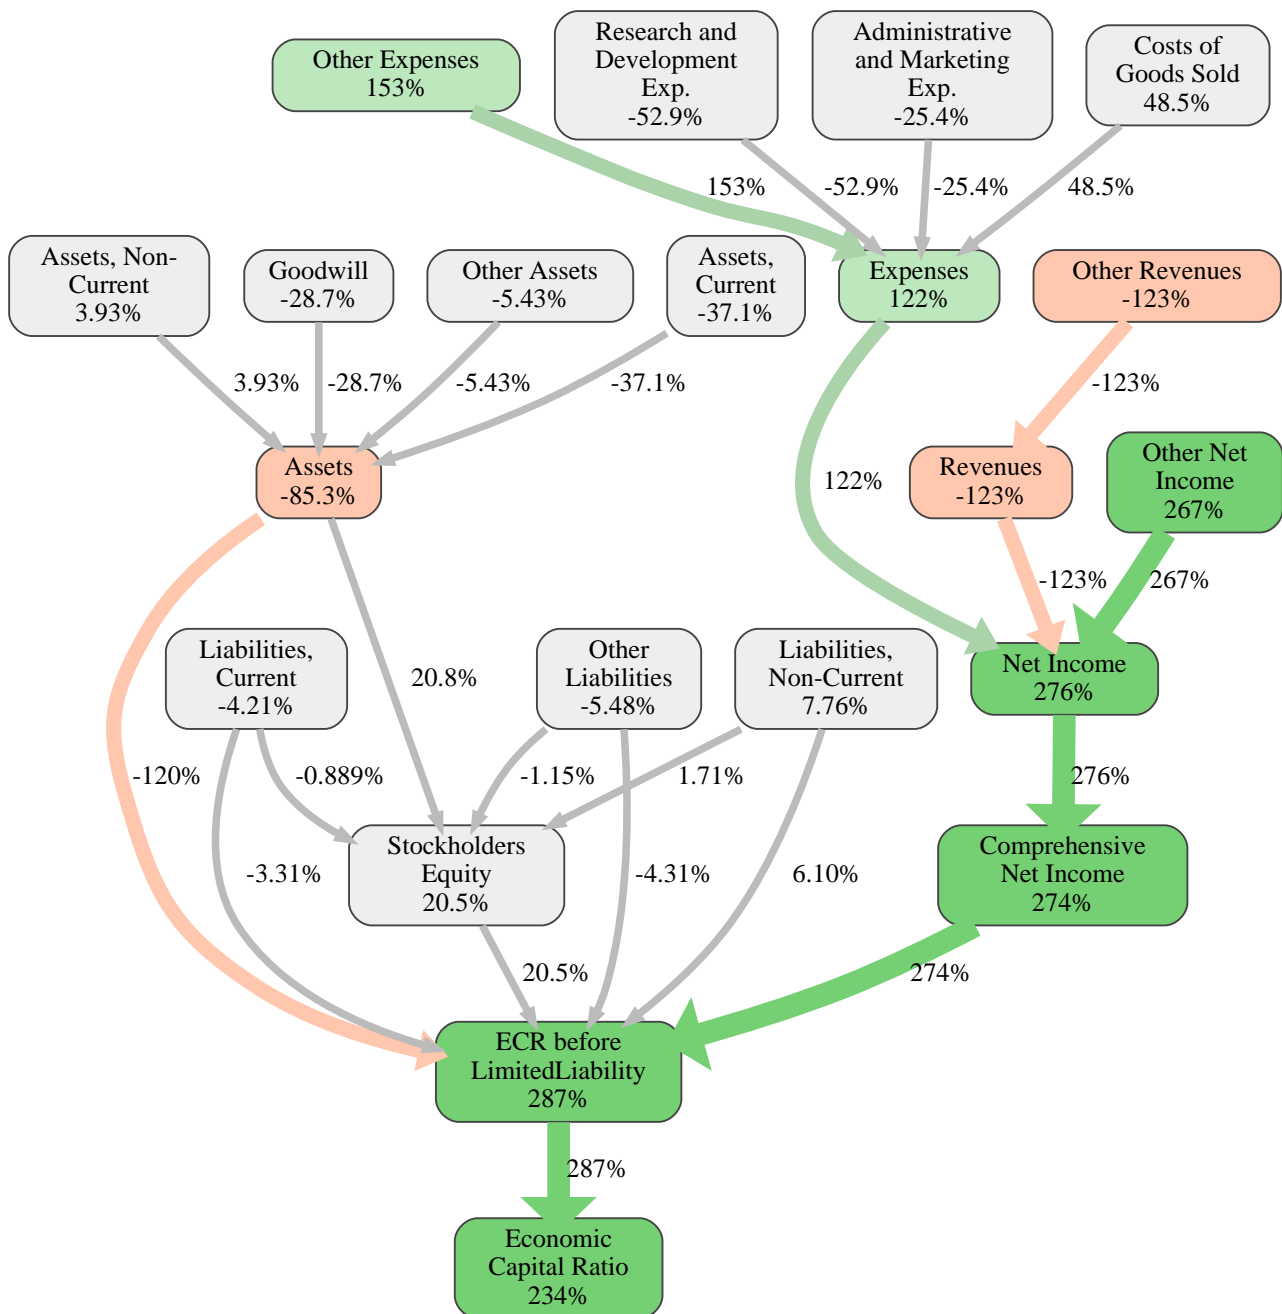 Other Expenses
153%
Research and
Development
Exp.
-52.9%
Administrative
and Marketing
Exp.
-25.4%
Costs of
Goods Sold
48.5%
153%
-52.9%
-25.4%
48.5%
Assets, Non-
Current
3.93%
Goodwill
-28.7%
Other Assets
-5.43%
Assets,
Current
-37.1%
Expenses
122%
Other Revenues
-123%
3.93%
-28.7%
-5.43%
-37.1%
-123%
Assets
-85.3%
122%
Revenues
-123%
Other Net
Income
267%
-123%
267%
Liabilities,
Current
-4.21%
20.8%
Other
Liabilities
-5.48%
Liabilities,
Non-Current
7.76%
Net Income
276%
-120%
-0.889%
-1.15%
1.71%
276%
Stockholders
Equity
20.5%
Comprehensive
Net Income
274%
-3.31%
-4.31%
6.10%
20.5%
274%
ECR before
LimitedLiability
287%
287%
Economic
Capital Ratio
234%